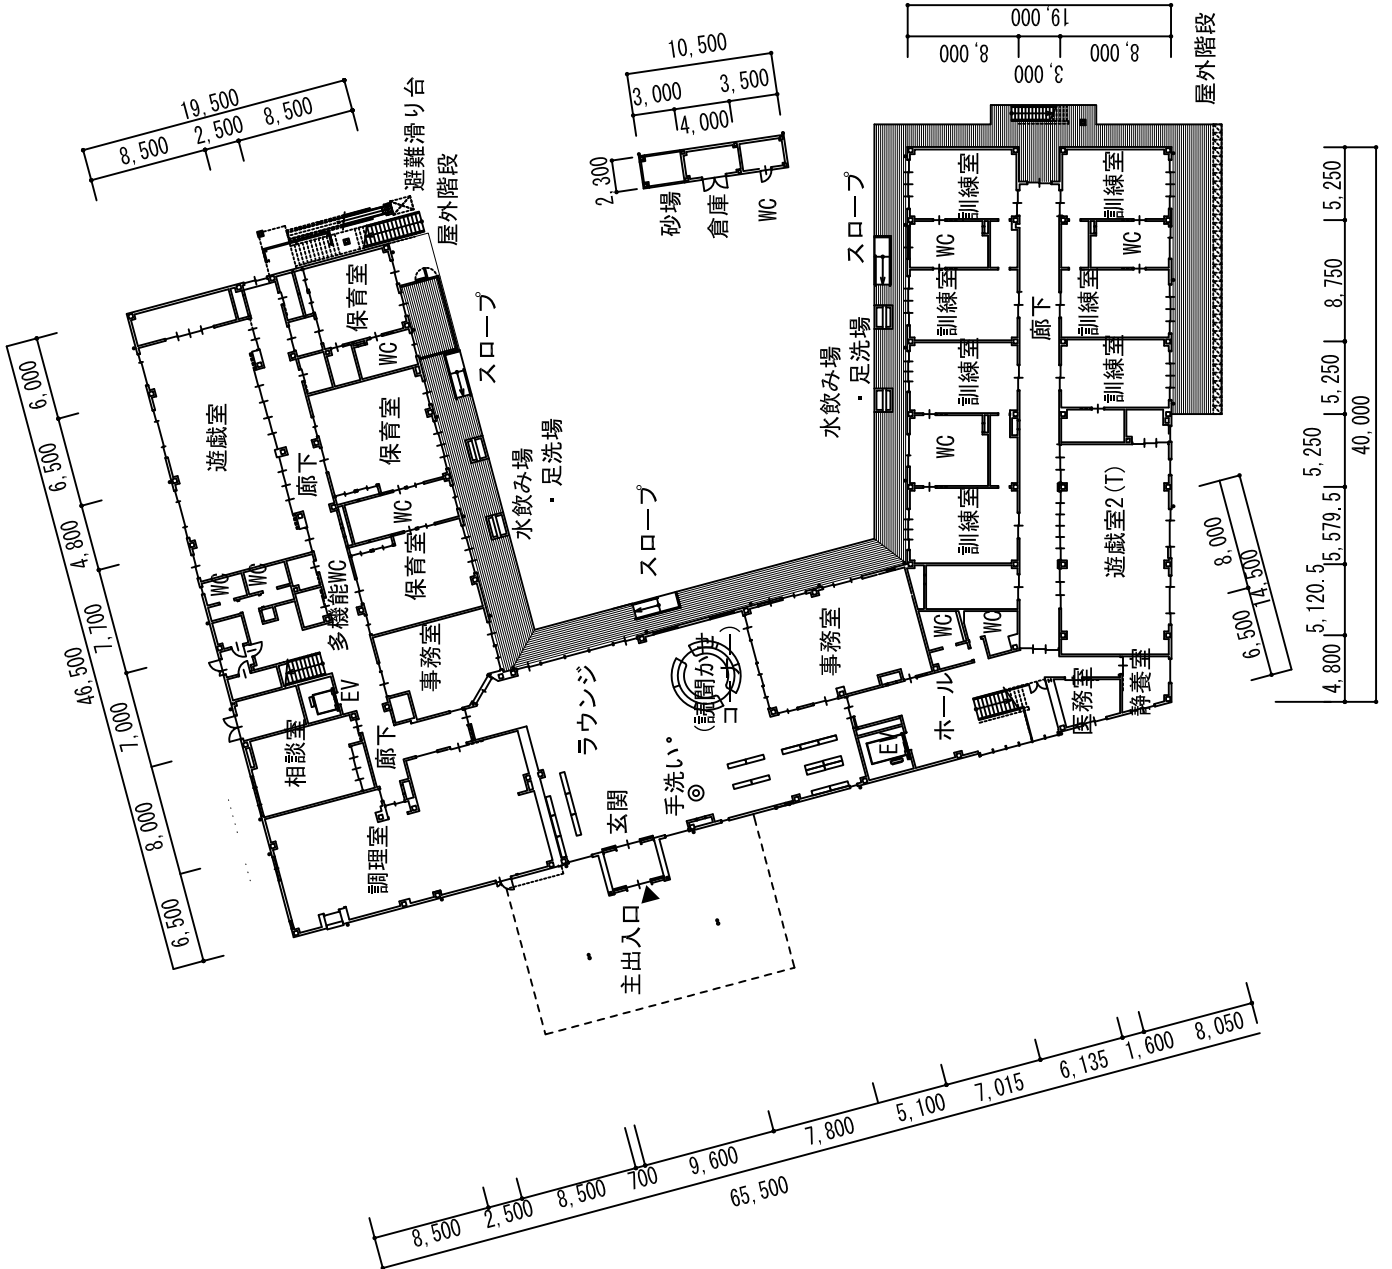 19,500
8,500
2,500
8,500
避難滑り台
屋外階段
10,500
3,000
4,000
3,500
2,300
砂場
倉庫
WC
19,000
8,000
3,000
8,000
屋外階段
スロープ
訓練室
訓練室
WC
WC
訓練室
訓練室
廊下
水飲み場
・足洗場
訓練室
訓練室
WC
訓練室
遊戯室2(T)
5,250
8,750
5,250
5,250
5,579.5
5,120.5
4,800
40,000
8,000
6,500
14,500
6,000
6,500
4,800
7,700
7,000
8,000
6,500
46,500
遊戯室
保育室
WC
スロープ
保育室
廊下
WC
水飲み場
・足洗場
保育室
WC
WC
多機能WC
事務室
EV
相談室
廊下
調理室
スロープ
ラウンジ
(読聞かせ
コーナー)
事務室
WC
WC
ホール
EV
医務室
静養室
手洗い
玄関
主出入口
8,500
2,500
8,500
700
9,600
7,800
5,100
7,015
6,135
1,600
8,050
65,500